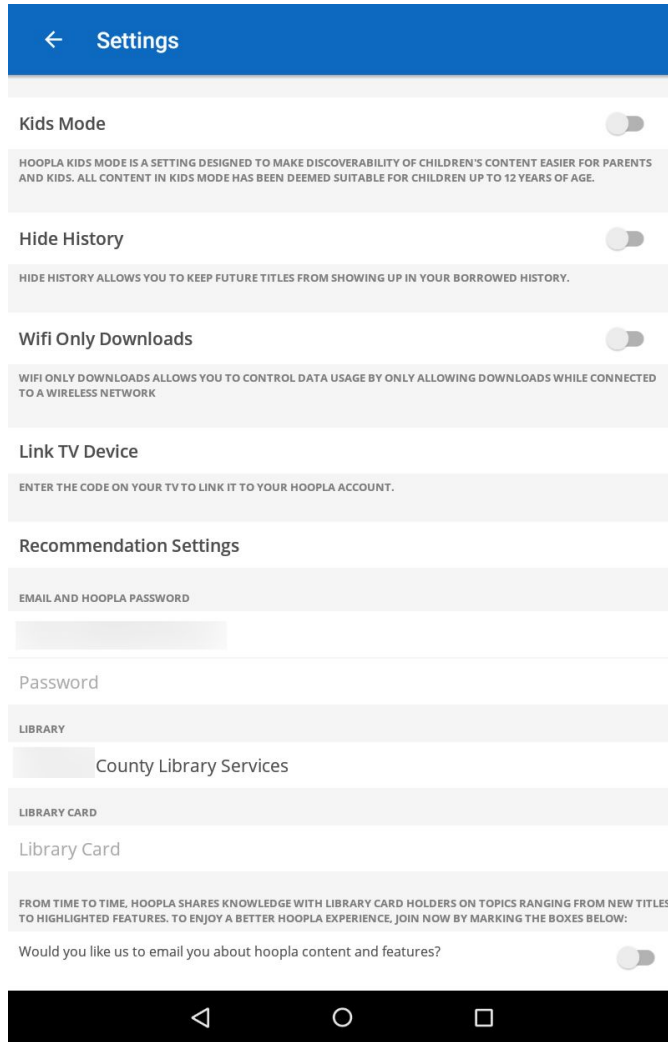 Settings
Kids Mode
HOOPLA KIDS MODE IS A SETTING DESIGNED TO MAKE DISCOVERABILITY OF CHILDREN'S CONTENT EASIER FOR PARENTS
AND KIDS. ALL CONTENT IN KIDS MODE HAS BEEN DEEMED SUITABLE FOR CHILDREN UP TO 12 YEARS OF AGE.
Hide History
HIDE HISTORY ALLOWS YOU TO KEEP FUTURE TITLES FROM SHOWING UP IN YOUR BORROWED HISTORY.
Wifi Only Downloads
WIFI ONLY DOWNLOADS ALLOWS YOU TO CONTROL DATA USAGE BY ONLY ALLOWING DOWNLOADS WHILE CONNECTED
TO A WIRELESS NETWORK
Link TV Device
ENTER THE CODE ON YOUR TV TO LINK IT TO YOUR HOOPLA ACCOUNT.
Recommendation Settings
EMAIL AND HOOPLA PASSWORD
Password
LIBRARY
County Library Services
LIBRARY CARD
Library Card
FROM TIME TO TIME, HOOPLA SHARES KNOWLEDGE WITH LIBRARY CARD HOLDERS ON TOPICS RANGING FROM NEW TITLES
TO HIGHLIGHTED FEATURES. TO ENJOY A BETTER HOOPLA EXPERIENCE, JOIN NOW BY MARKING THE BOXES BELOW:
Would you like us to email you about hoopla content and features?